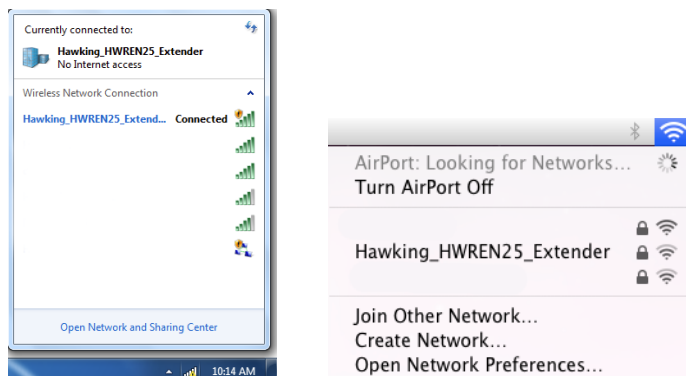 Currently connected to:
Hawking_HWREN25_Extender
No Internet access
Wireless Network Connection
Hawking_HWREN25_Extend... Connected
Open Network and Sharing Center
10:14 AM
AirPort: Looking for Networks...
Turn AirPort Off
Hawking_HWREN25_Extender
Join Other Network...
Create Network...
Open Network Preferences...